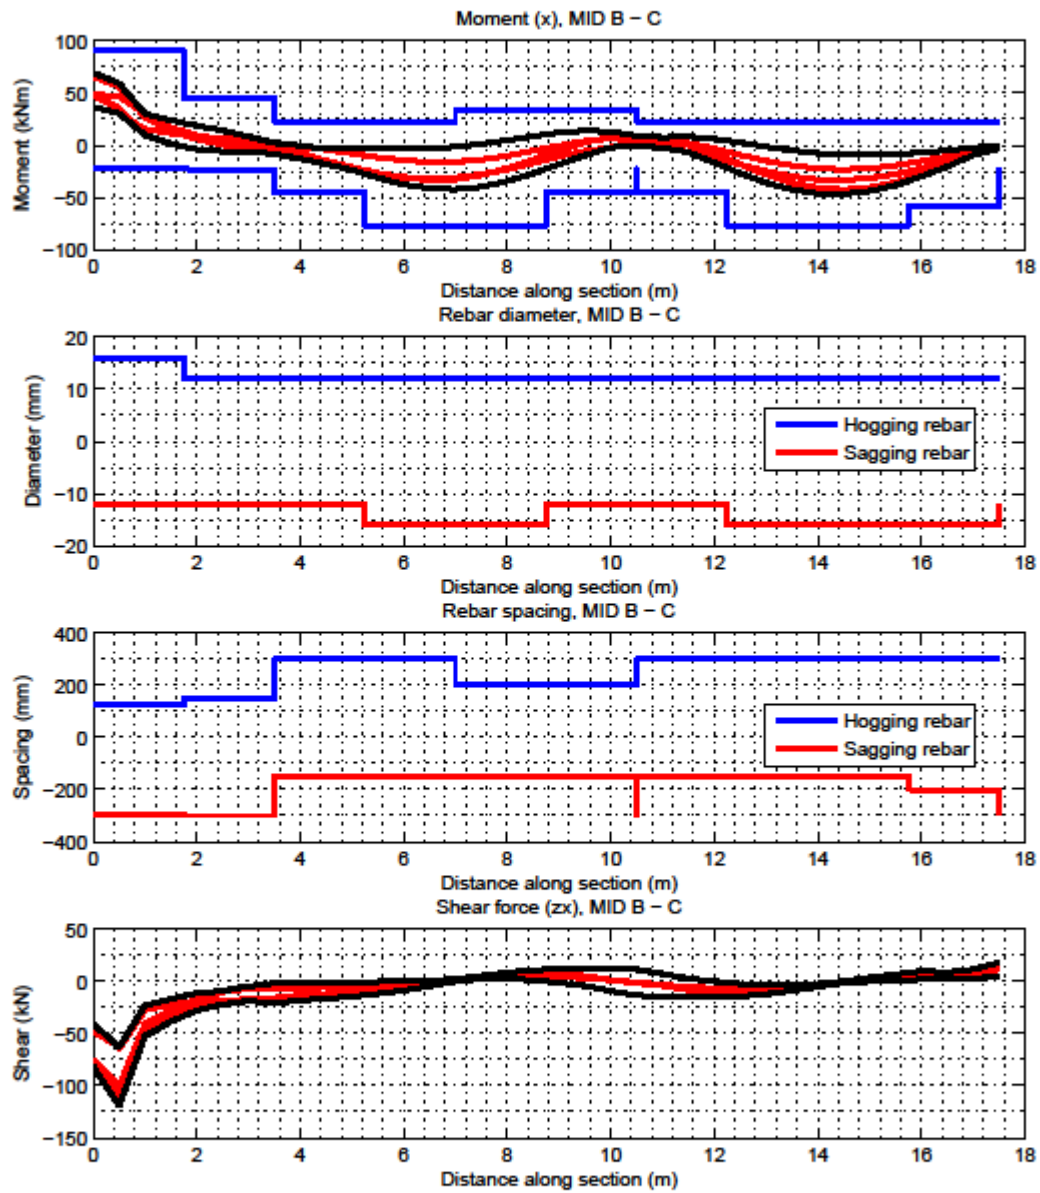 Moment (x), MID B − C
100
50
0
−50
−100
Moment (kNm)
0 2 4 6 8 10 12 14 16 18
Distance along section (m)
Rebar diameter, MID B − C
20
10
0
−10
−20
Diameter (mm)
Hogging rebar
Sagging rebar
0 2 4 6 8 10 12 14 16 18
Distance along section (m)
Rebar spacing, MID B − C
400
200
0
−200
−400
Spacing (mm)
Hogging rebar
Sagging rebar
0 2 4 6 8 10 12 14 16 18
Distance along section (m)
Shear force (zx), MID B − C
50
0
−50
−100
−150
Shear (kN)
0 2 4 6 8 10 12 14 16 18
Distance along section (m)